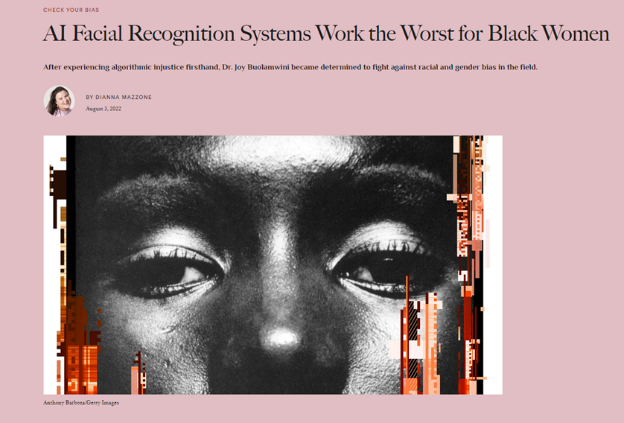 CHECK YOUR BIAS
AI Facial Recognition Systems Work the Worst for Black Women
After experiencing algorithmic injustice firsthand, Dr. Joy Buolamwini became determined to fight against racial and gender bias in the field.
BY DIANNA MAZZONE
August 3, 2022
Anthony Barboza/Getty Images